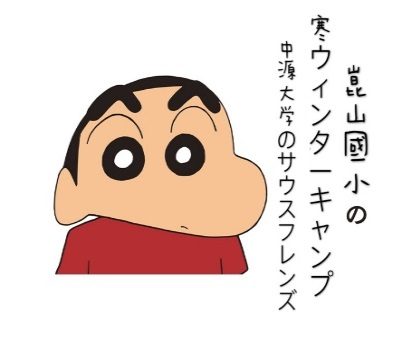 崑山國小の
寒ウィンターキャンプ
中源大学のサウスフレンズ